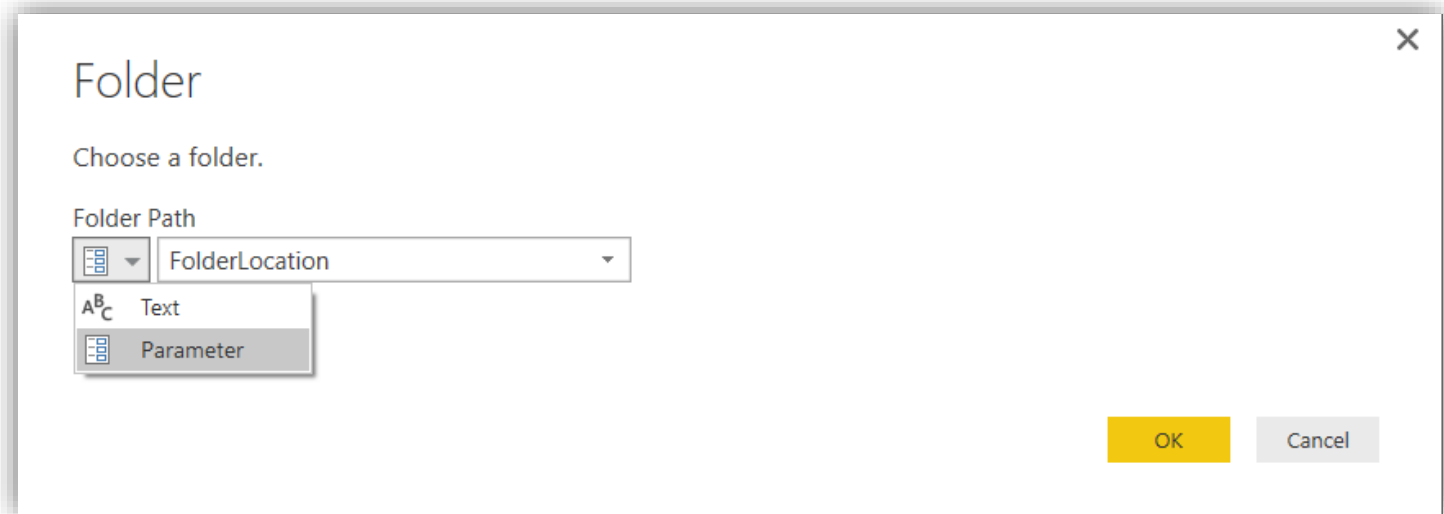 Folder
Choose a folder.
Folder Path
FolderLocation
ABC Text
Parameter
OK Cancel